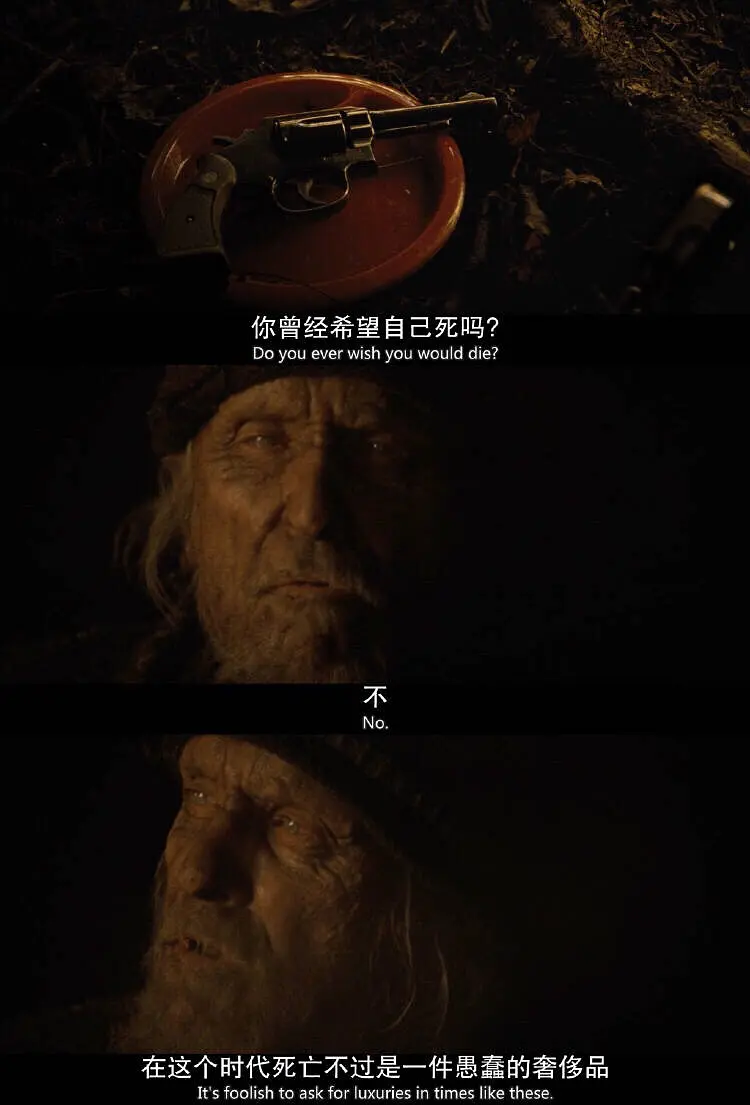 你曾经希望自己死吗?
Do you ever wish you would die?
不
No.
在这个时代死亡不过是一件愚蠢的奢侈品
It's foolish to ask for luxuries in times like these.